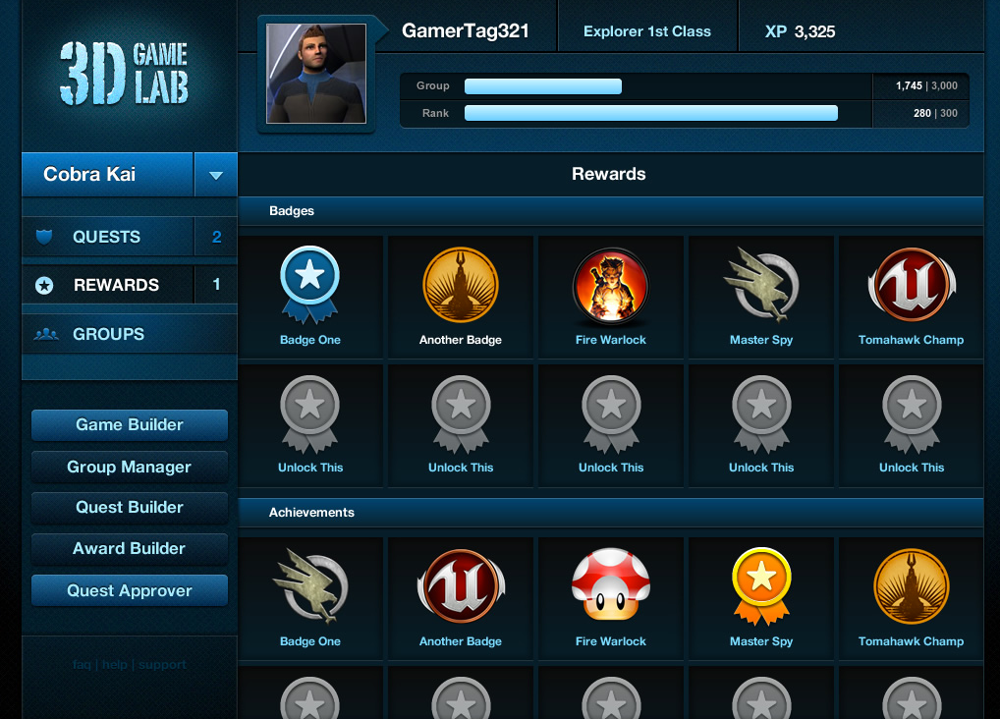 3D GAME LAB
GamerTag321
Explorer 1st Class
XP 3,325
Group 1,745 | 3,000
Rank 280 | 300
Cobra Kai
QUESTS 2
REWARDS 1
GROUPS
Game Builder
Group Manager
Quest Builder
Award Builder
Quest Approver
faq | help | support
Rewards
Badges
Badge One
Another Badge
Fire Warlock
Master Spy
Tomahawk Champ
Unlock This
Unlock This
Unlock This
Unlock This
Unlock This
Achievements
Badge One
Another Badge
Fire Warlock
Master Spy
Tomahawk Champ